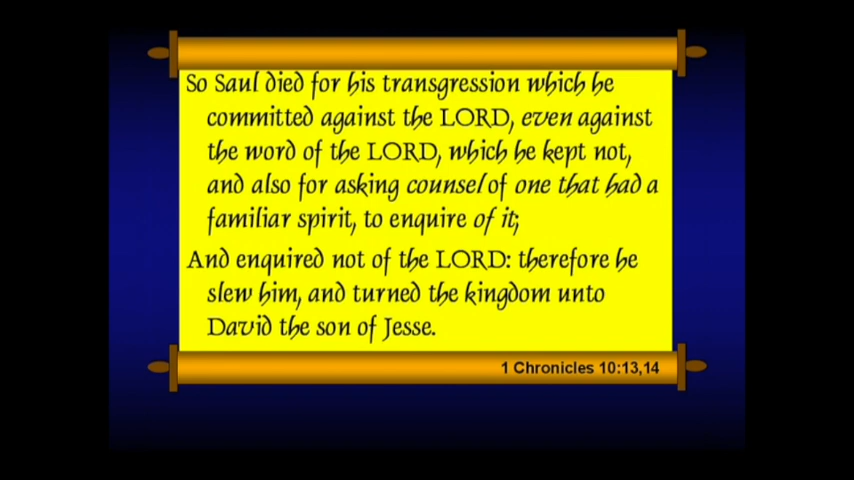 So Saul died for his transgression which he
committed against the LORD, even against
the word of the LORD, which he kept not,
and also for asking counsel of one that had a
familiar spirit, to enquire of it;
And enquired not of the LORD: therefore he
slew him, and turned the kingdom unto
David the son of Jesse.
1 Chronicles 10:13,14